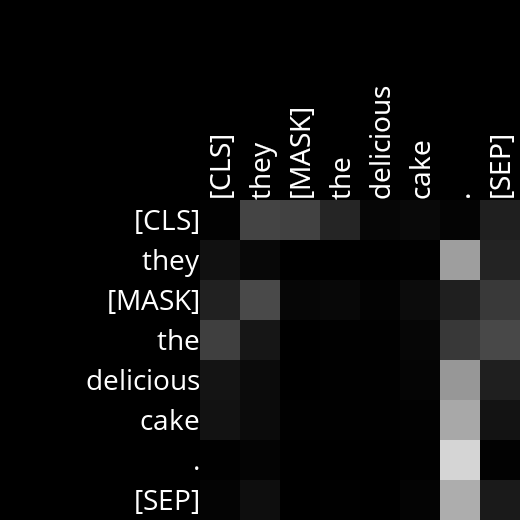 [CLS]
they
[MASK]
the
delicious
cake
.
[SEP]
[CLS]
they
[MASK]
the
delicious
cake
.
[SEP]